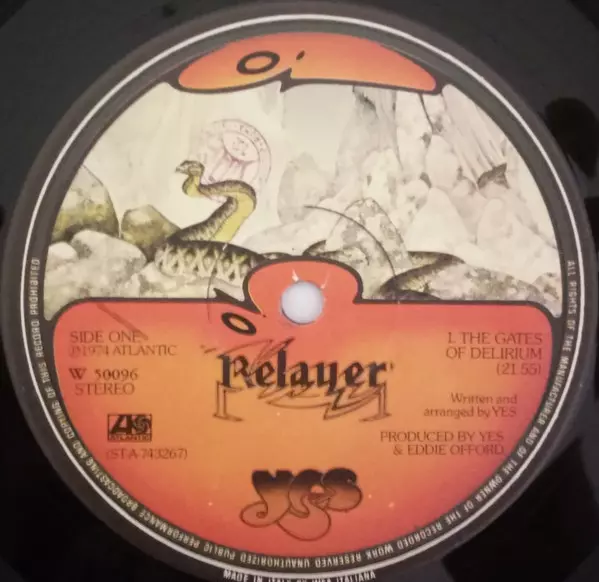 SIDE ONE
℗1974 ATLANTIC
W 50096
STEREO
ATLANTIC
(ST-A-743267)
Relayer
1. THE GATES
OF DELIRIUM
(21.55)
Written and
arranged by YES
PRODUCED BY YES
& EDDIE OFFORD
YES
ALL RIGHTS OF THE MANUFACTURER AND OF THE OWNER OF THE RECORDED WORK RESERVED UNAUTHORIZED PUBLIC PERFORMANCE BROADCASTING AND COPYING OF THIS RECORD PROHIBITED
MADE IN ITALY
ITALIANA